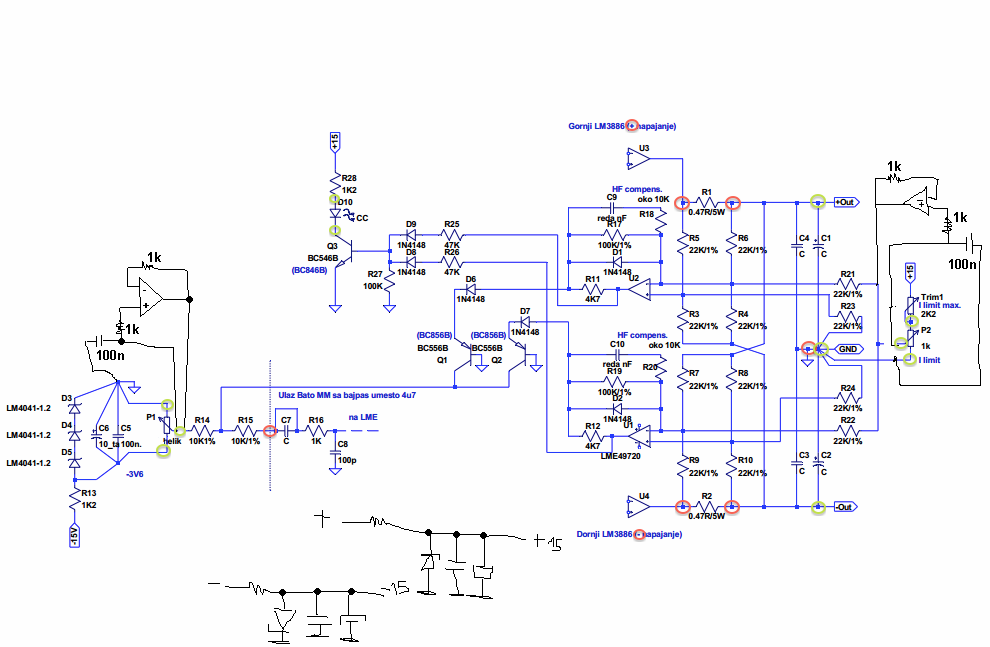 Gornji LM3886 (+ napajanje)
+15
U3
1k
R28
1K2
HF compens.
C9
oko 10K
reda nF
R18
D10
CC
R1
0.47R/5W
+Out
1k
R17
100K/1%
Q3
BC546B
(BC846B)
D9
1N4148
R25
47K
D8
1N4148
R26
47K
R5
22K/1%
R6
22K/1%
C4
C
C1
C
100n
1k
D1
1N4148
+15
R27
100K
D6
1N4148
R11
4K7
U2
R21
22K/1%
Trim1
I limit max.
2K2
R23
22K/1%
1k
100n
D7
1N4148
R3
22K/1%
R4
22K/1%
P2
1k
(BC856B)
BC556B
Q1
(BC856B)
BC556B
Q2
HF compens.
C10
oko 10K
reda nF
R20
GND
I limit
R19
100K/1%
R7
22K/1%
R8
22K/1%
R24
22K/1%
D3
LM4041-1.2
Ulaz Bato MM sa bajpas umesto 4u7
D2
1N4148
D4
LM4041-1.2
C6
10_ta
C5
100n.
P1
helik
R14
10K1%
R15
10K/1%
C7
C
R16
1K
na LME
R12
4K7
U1
LME49720
R22
22K/1%
D5
LM4041-1.2
C8
100p
R9
22K/1%
R10
22K/1%
C3
C
C2
C
-3V6
R13
1K2
-15V
U4
R2
0.47R/5W
-Out
Dornji LM3886 (- napajanje)
+
+15
-
-15